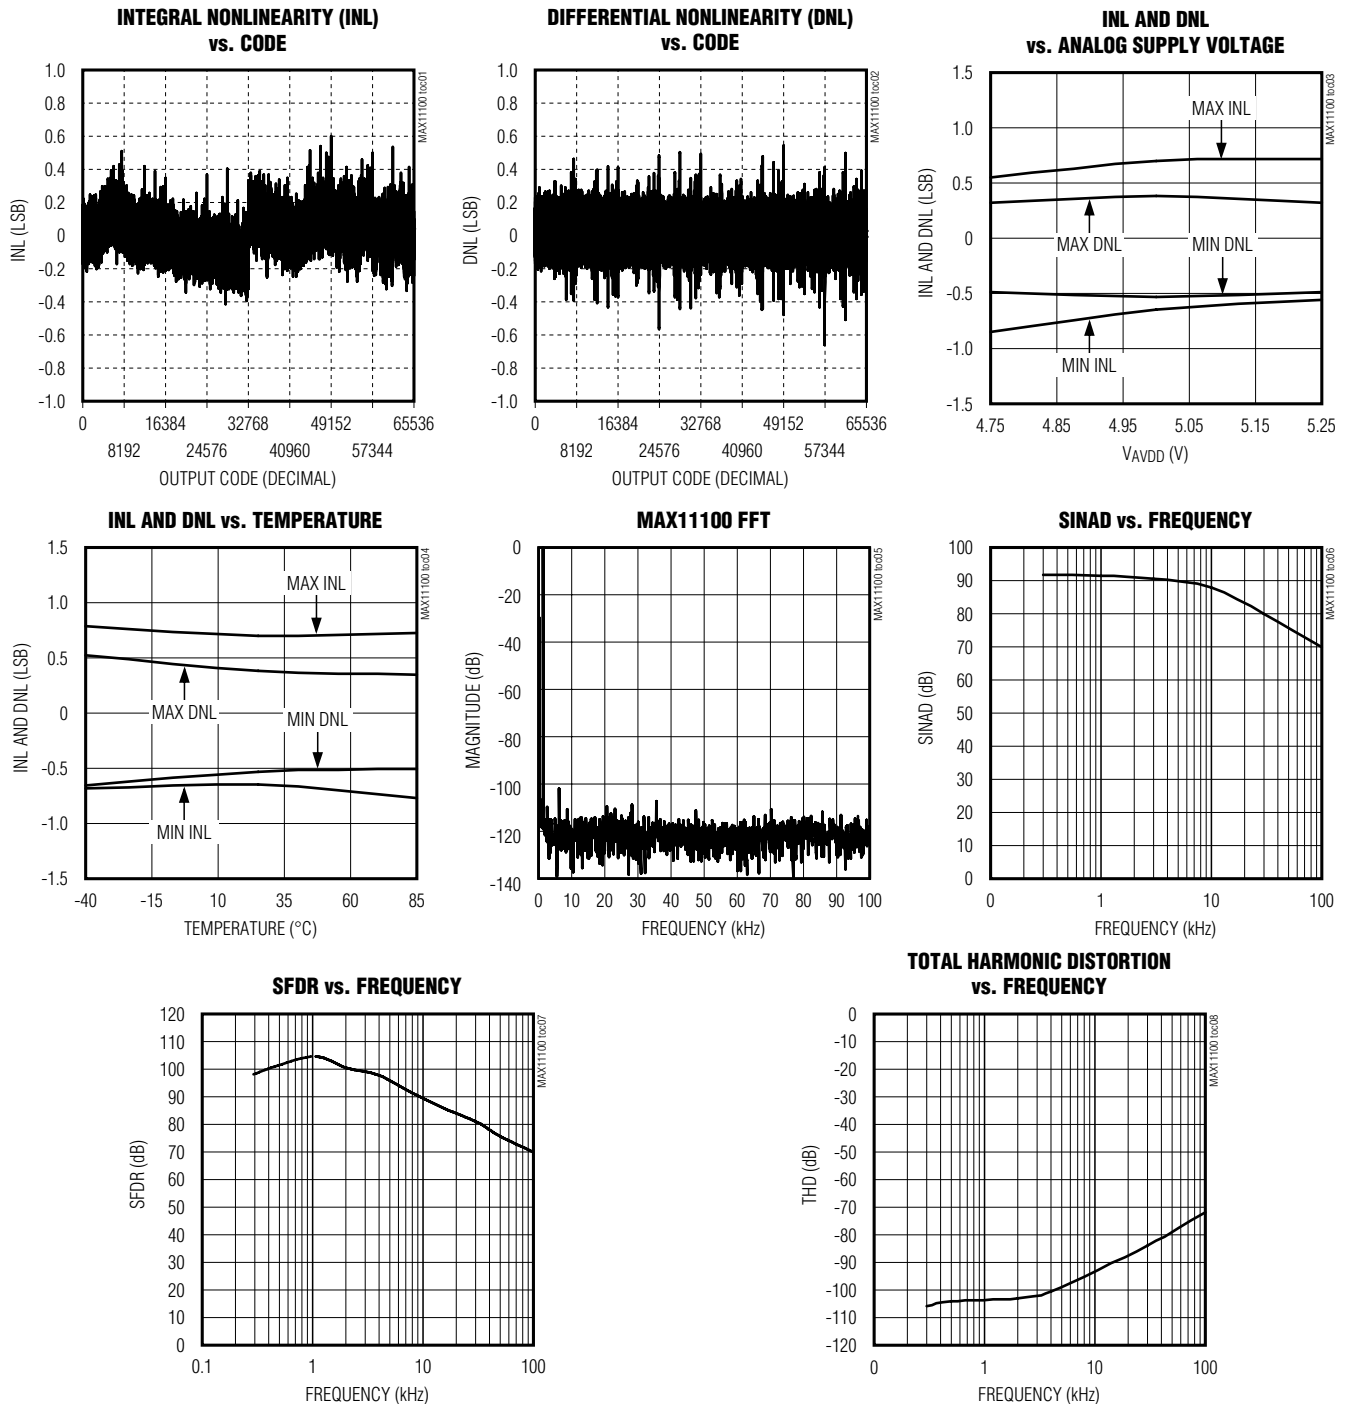 INTEGRAL NONLINEARITY (INL)
vs. CODE
MAX11100 toc01
1.0
0.8
0.6
0.4
0.2
0
-0.2
-0.4
-0.6
-0.8
-1.0
INL (LSB)
0 16384 32768 49152 65536
8192 24576 40960 57344
OUTPUT CODE (DECIMAL)
DIFFERENTIAL NONLINEARITY (DNL)
vs. CODE
MAX11100 toc02
1.0
0.8
0.6
0.4
0.2
0
-0.2
-0.4
-0.6
-0.8
-1.0
DNL (LSB)
0 16384 32768 49152 65536
8192 24576 40960 57344
OUTPUT CODE (DECIMAL)
INL AND DNL
vs. ANALOG SUPPLY VOLTAGE
MAX11100 toc03
1.5
1.0
0.5
0
-0.5
-1.0
-1.5
INL AND DNL (LSB)
MAX INL
MAX DNL
MIN DNL
MIN INL
4.75 4.85 4.95 5.05 5.15 5.25
VAVDD (V)
INL AND DNL vs. TEMPERATURE
MAX11100 toc04
1.5
1.0
0.5
0
-0.5
-1.0
-1.5
INL AND DNL (LSB)
MAX INL
MAX DNL
MIN DNL
MIN INL
-40 -15 10 35 60 85
TEMPERATURE (°C)
MAX11100 FFT
MAX11100 toc05
0
-20
-40
-60
-80
-100
-120
-140
MAGNITUDE (dB)
0 10 20 30 40 50 60 70 80 90 100
FREQUENCY (kHz)
SINAD vs. FREQUENCY
MAX11100 toc06
100
90
80
70
60
50
40
30
20
10
0
SINAD (dB)
0 1 10 100
FREQUENCY (kHz)
SFDR vs. FREQUENCY
MAX11100 toc07
120
110
100
90
80
70
60
50
40
30
20
10
0
SFDR (dB)
0.1 1 10 100
FREQUENCY (kHz)
TOTAL HARMONIC DISTORTION
vs. FREQUENCY
MAX11100 toc08
0
-10
-20
-30
-40
-50
-60
-70
-80
-90
-100
-110
-120
THD (dB)
0 1 10 100
FREQUENCY (kHz)